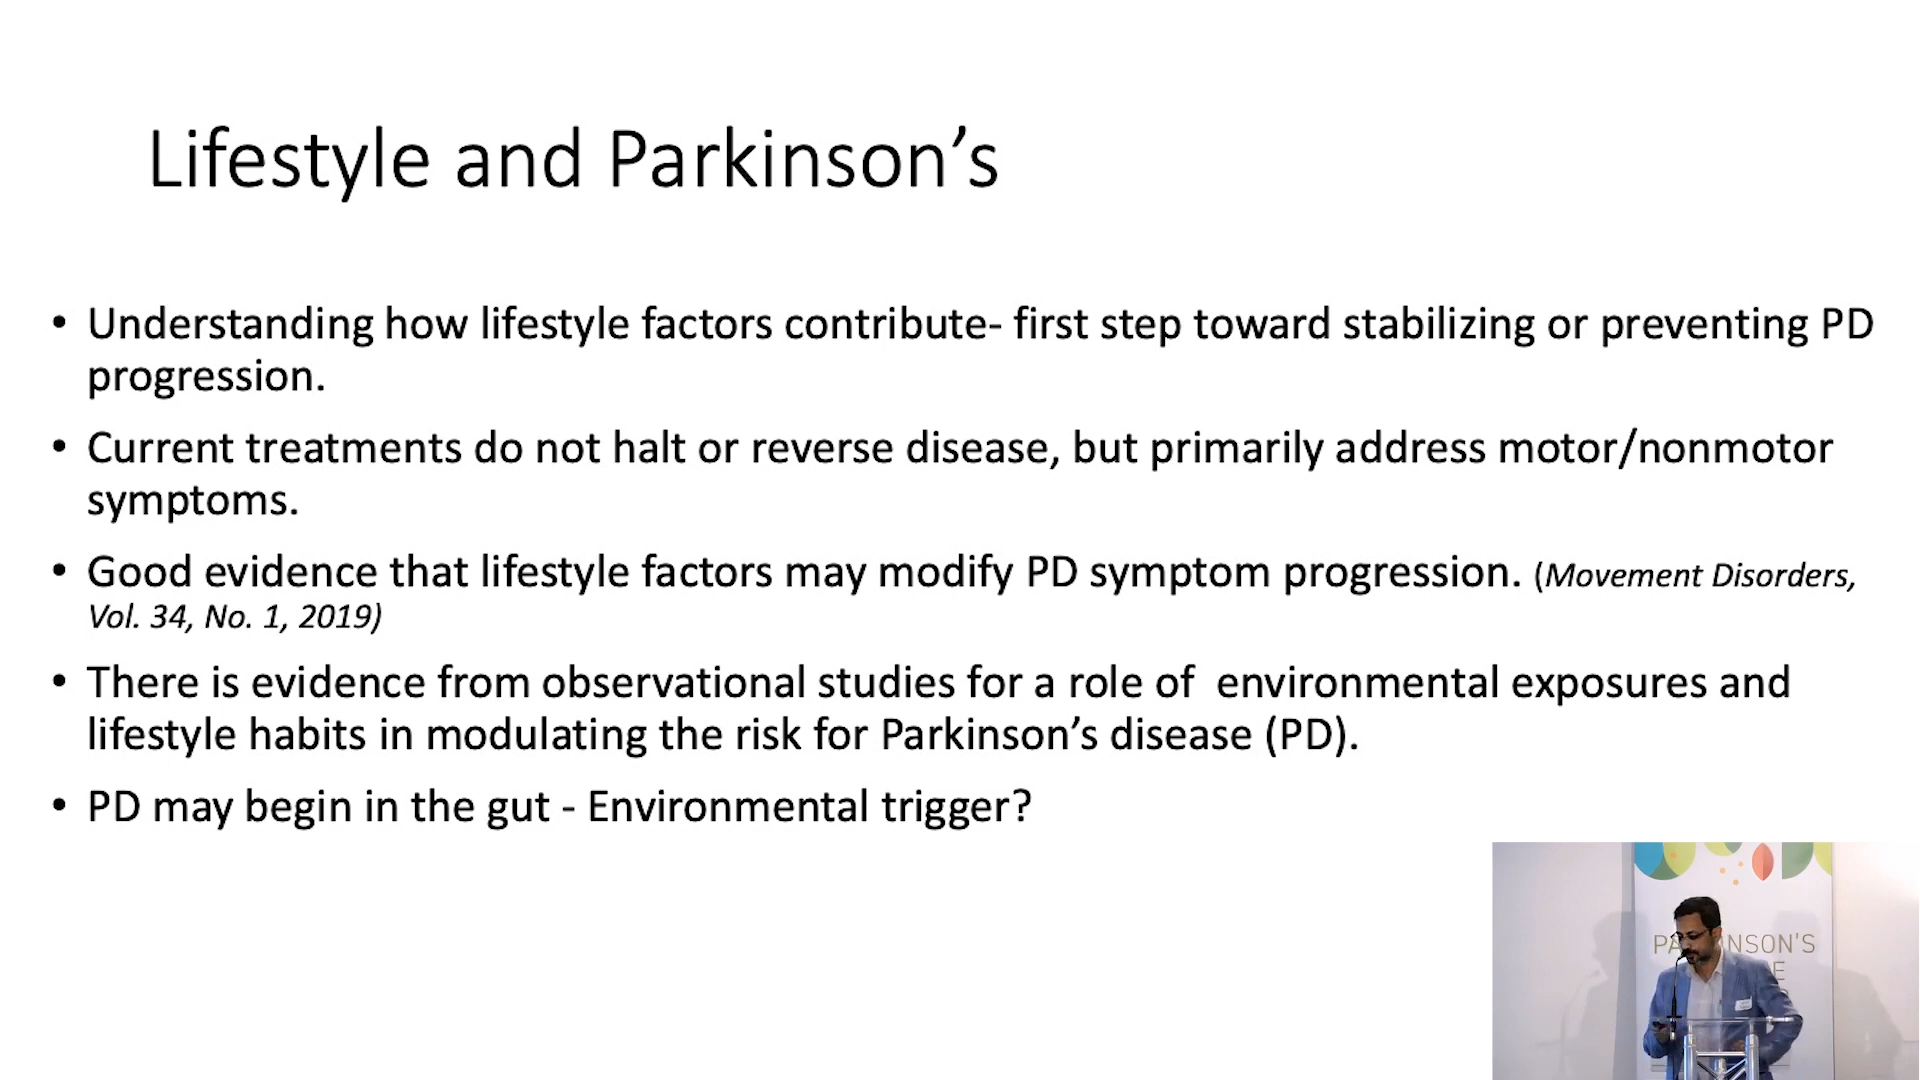 Lifestyle and Parkinson’s
• Understanding how lifestyle factors contribute- first step toward stabilizing or preventing PD
progression.
• Current treatments do not halt or reverse disease, but primarily address motor/nonmotor
symptoms.
• Good evidence that lifestyle factors may modify PD symptom progression. (Movement Disorders,
Vol. 34, No. 1, 2019)
• There is evidence from observational studies for a role of  environmental exposures and
lifestyle habits in modulating the risk for Parkinson’s disease (PD).
• PD may begin in the gut - Environmental trigger?